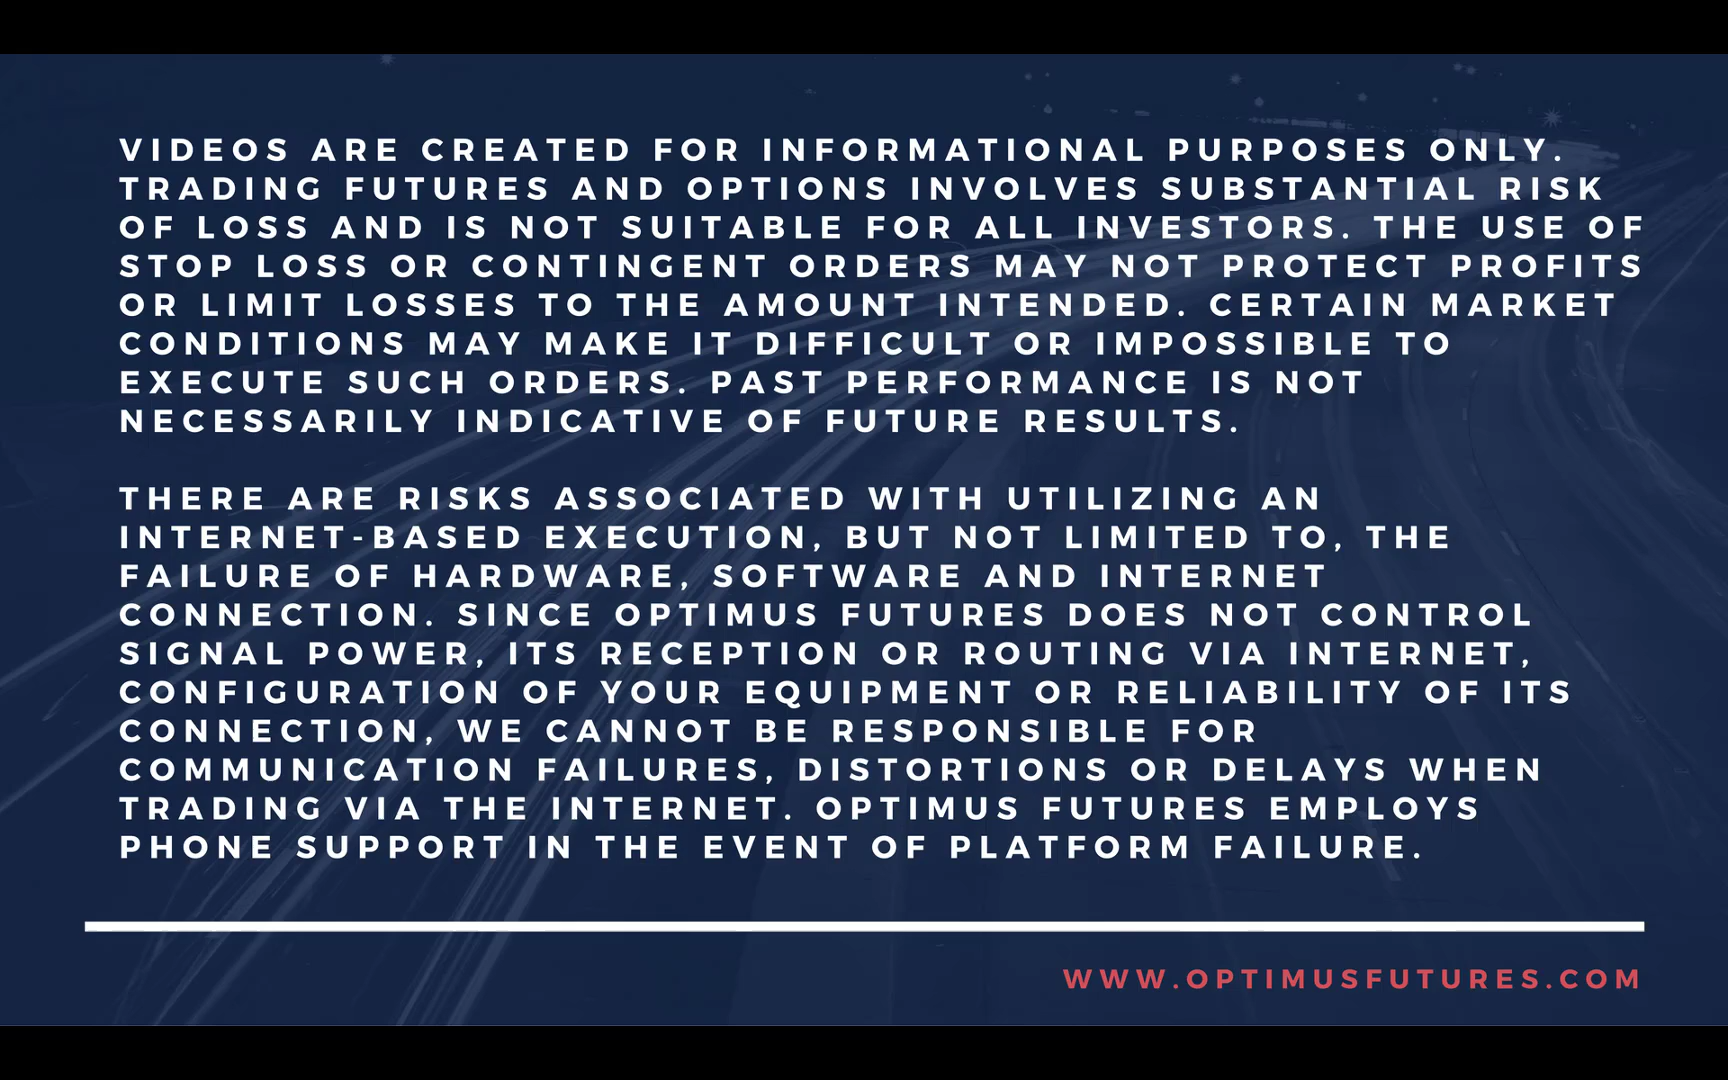 VIDEOS ARE CREATED FOR INFORMATIONAL PURPOSES ONLY.
TRADING FUTURES AND OPTIONS INVOLVES SUBSTANTIAL RISK
OF LOSS AND IS NOT SUITABLE FOR ALL INVESTORS. THE USE OF
STOP LOSS OR CONTINGENT ORDERS MAY NOT PROTECT PROFITS
OR LIMIT LOSSES TO THE AMOUNT INTENDED. CERTAIN MARKET
CONDITIONS MAY MAKE IT DIFFICULT OR IMPOSSIBLE TO
EXECUTE SUCH ORDERS. PAST PERFORMANCE IS NOT
NECESSARILY INDICATIVE OF FUTURE RESULTS.
THERE ARE RISKS ASSOCIATED WITH UTILIZING AN
INTERNET-BASED EXECUTION, BUT NOT LIMITED TO, THE
FAILURE OF HARDWARE, SOFTWARE AND INTERNET
CONNECTION. SINCE OPTIMUS FUTURES DOES NOT CONTROL
SIGNAL POWER, ITS RECEPTION OR ROUTING VIA INTERNET,
CONFIGURATION OF YOUR EQUIPMENT OR RELIABILITY OF ITS
CONNECTION, WE CANNOT BE RESPONSIBLE FOR
COMMUNICATION FAILURES, DISTORTIONS OR DELAYS WHEN
TRADING VIA THE INTERNET. OPTIMUS FUTURES EMPLOYS
PHONE SUPPORT IN THE EVENT OF PLATFORM FAILURE.
WWW.OPTIMUSFUTURES.COM